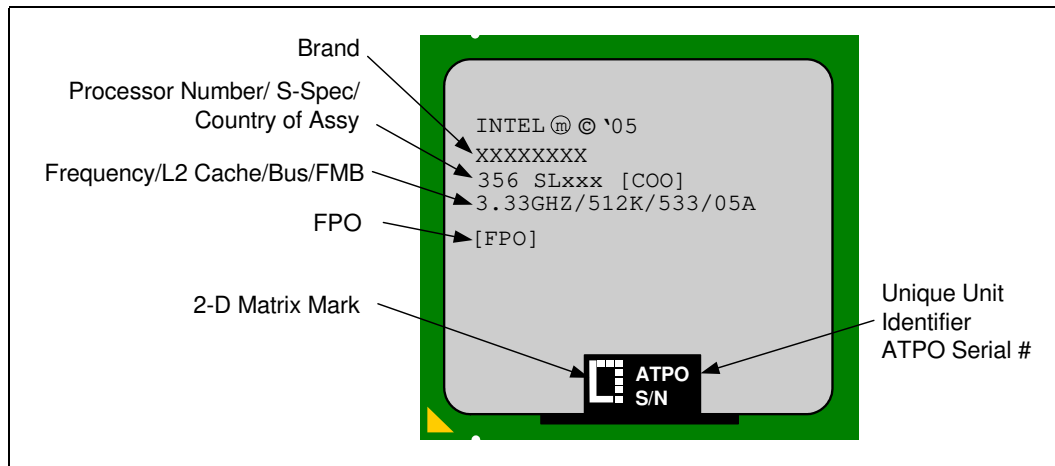 Brand
Processor Number/ S-Spec/
Country of Assy
Frequency/L2 Cache/Bus/FMB
FPO
2-D Matrix Mark
INTEL ⓜ © `05
XXXXXXXX
356 SLxxx [COO]
3.33GHZ/512K/533/05A
[FPO]
ATPO
S/N
Unique Unit
Identifier
ATPO Serial #